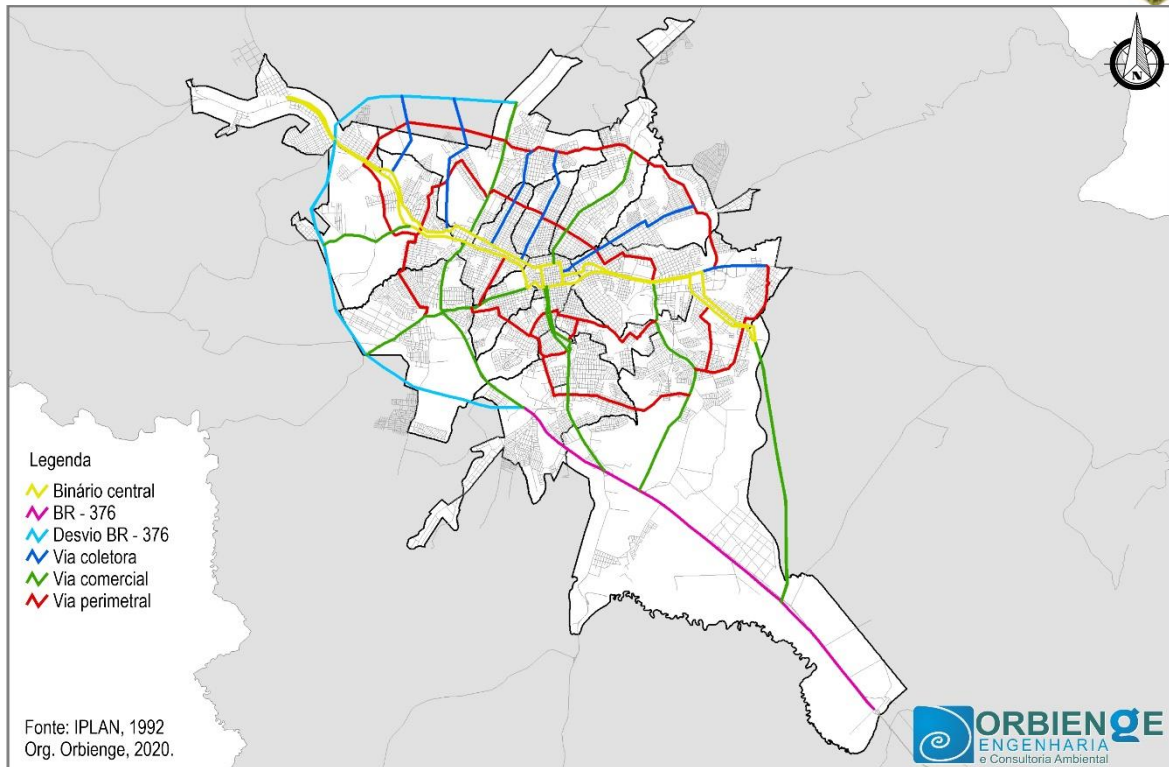 N
Legenda
Binário central
BR - 376
Desvio BR - 376
Via coletora
Via comercial
Via perimetral
Fonte: IPLAN, 1992
Org. Orbienge, 2020.
ORBIENGE
ENGENHARIA
e Consultoria Ambiental